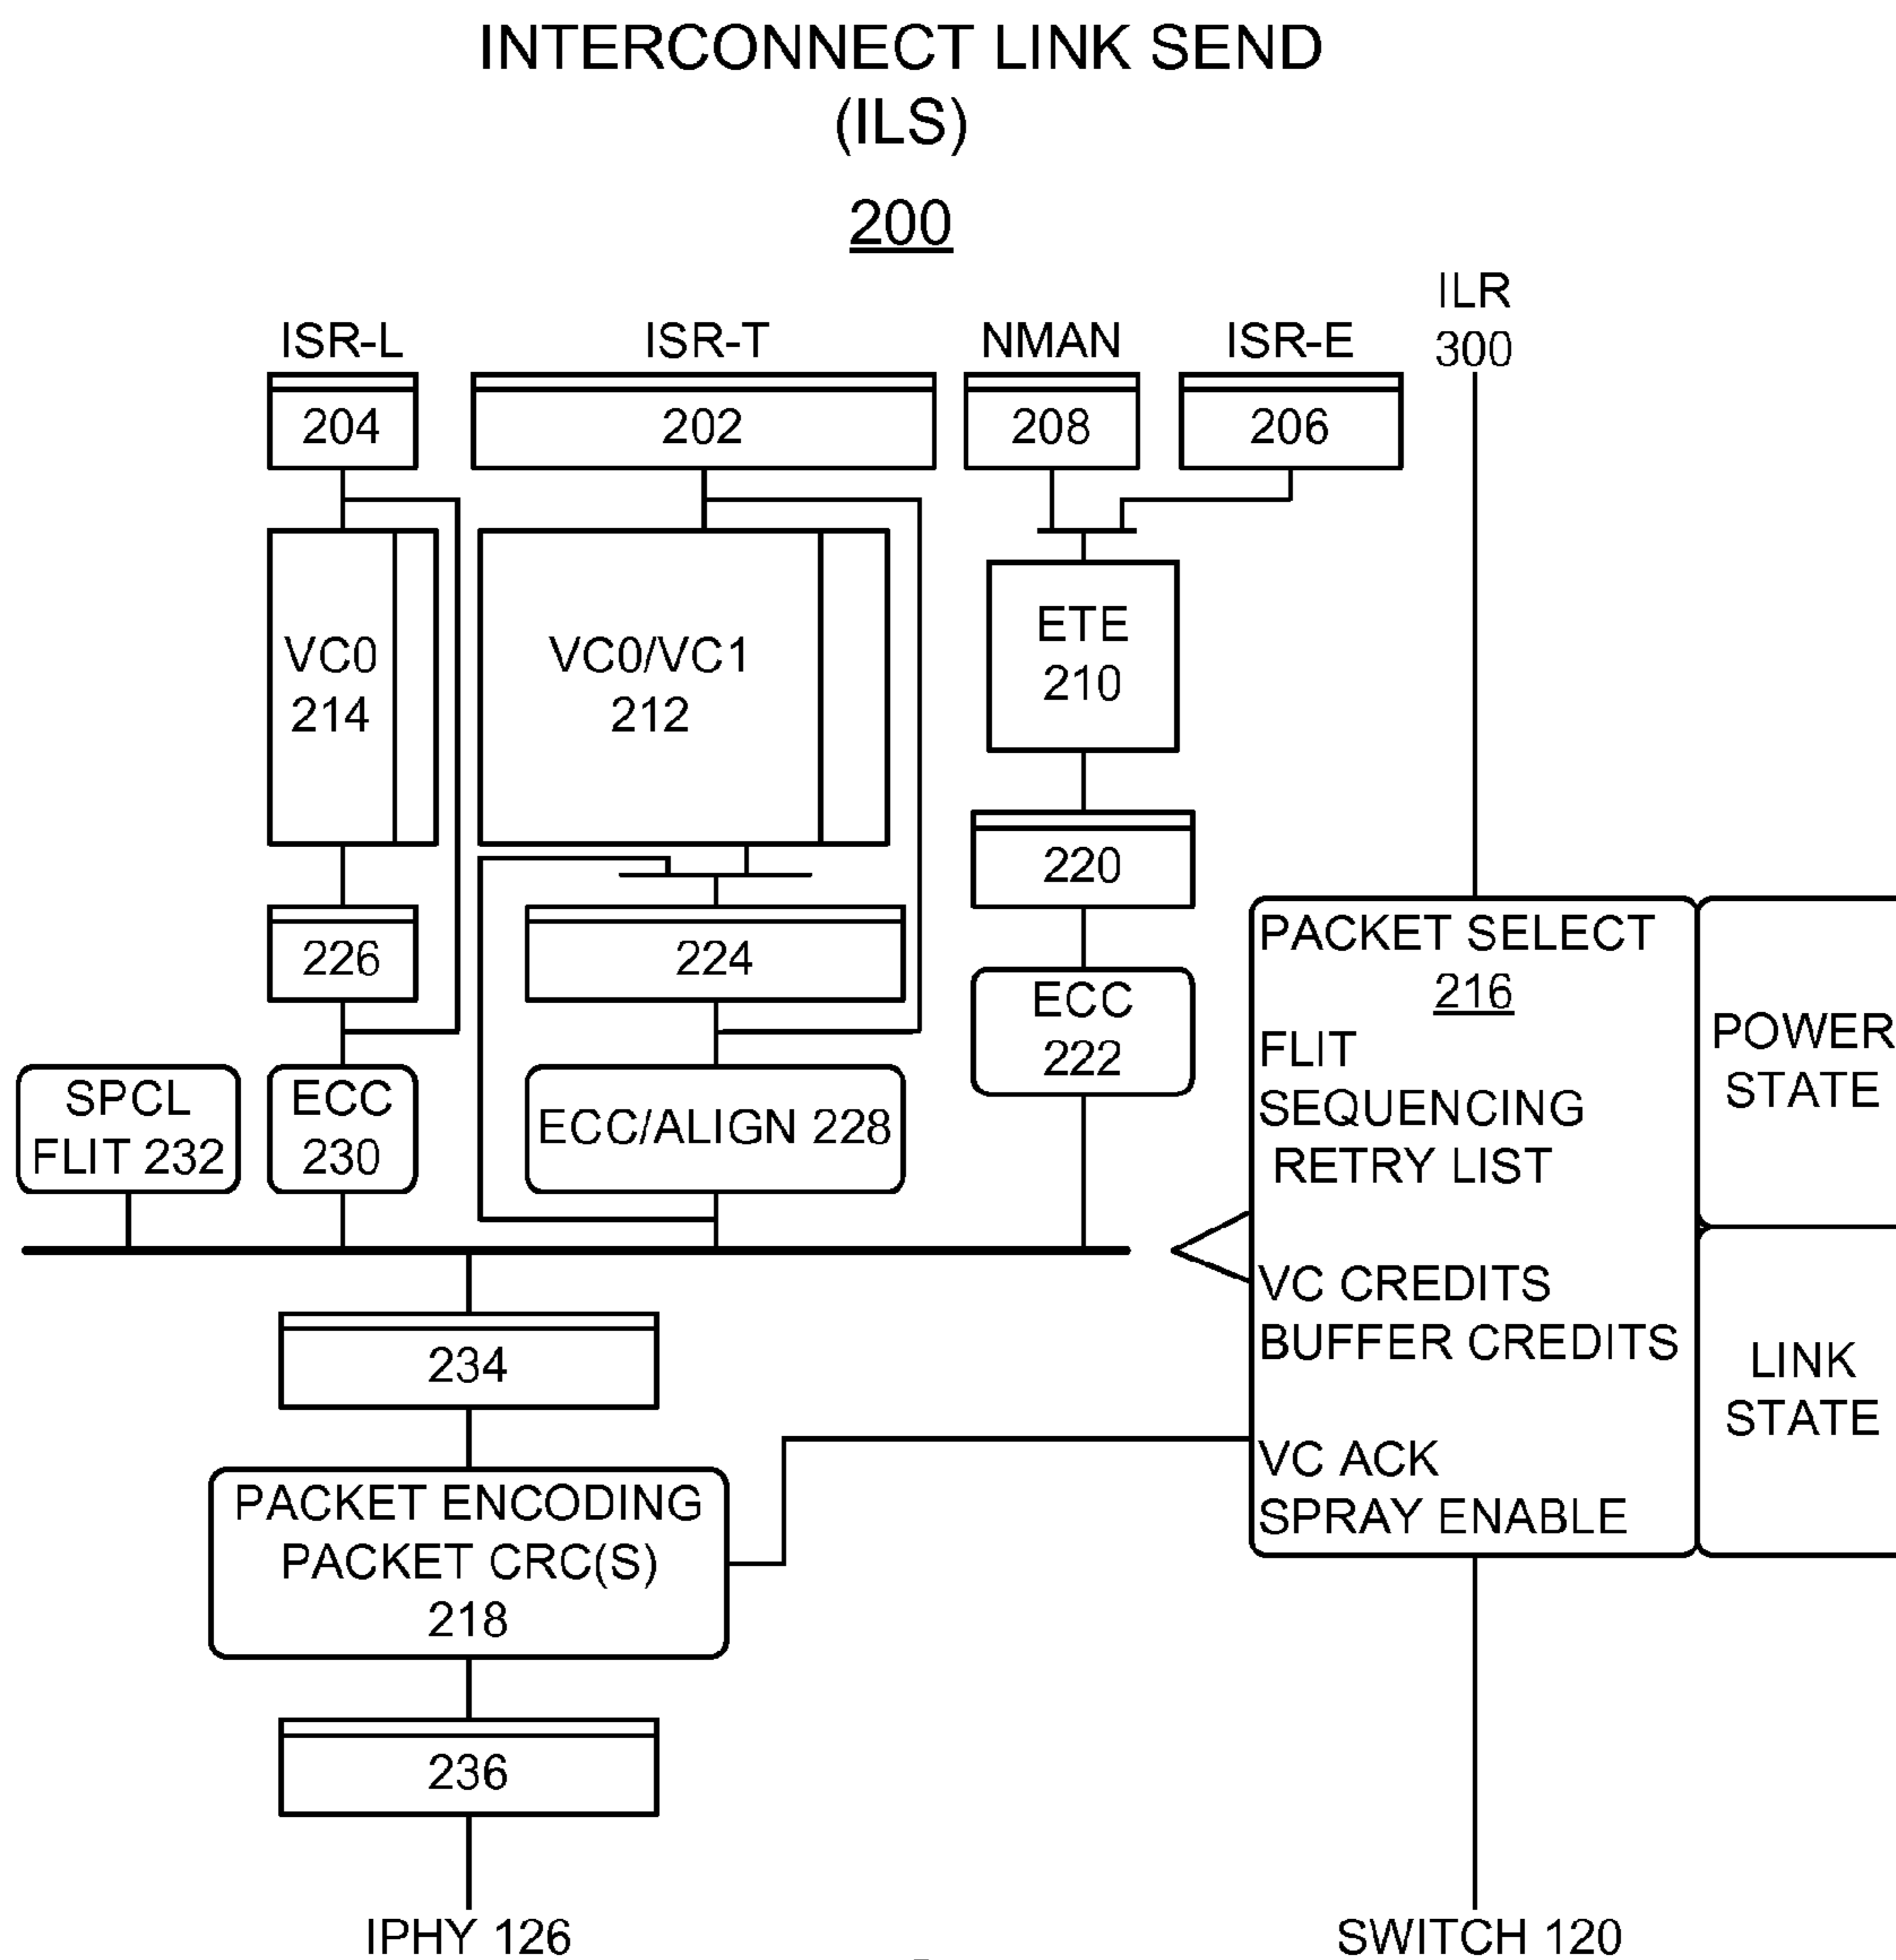 INTERCONNECT LINK SEND
(ILS)
200
ISR-L
ISR-T
NMAN
ISR-E
ILR
300
204
202
208
206
VC0
214
VC0/VC1
212
ETE
210
220
226
224
ECC
222
SPCL
FLIT 232
ECC
230
ECC/ALIGN 228
PACKET SELECT
216
FLIT
SEQUENCING
RETRY LIST
VC CREDITS
BUFFER CREDITS
VC ACK
SPRAY ENABLE
POWER
STATE
LINK
STATE
234
PACKET ENCODING
PACKET CRC(S)
218
236
IPHY 126
SWITCH 120